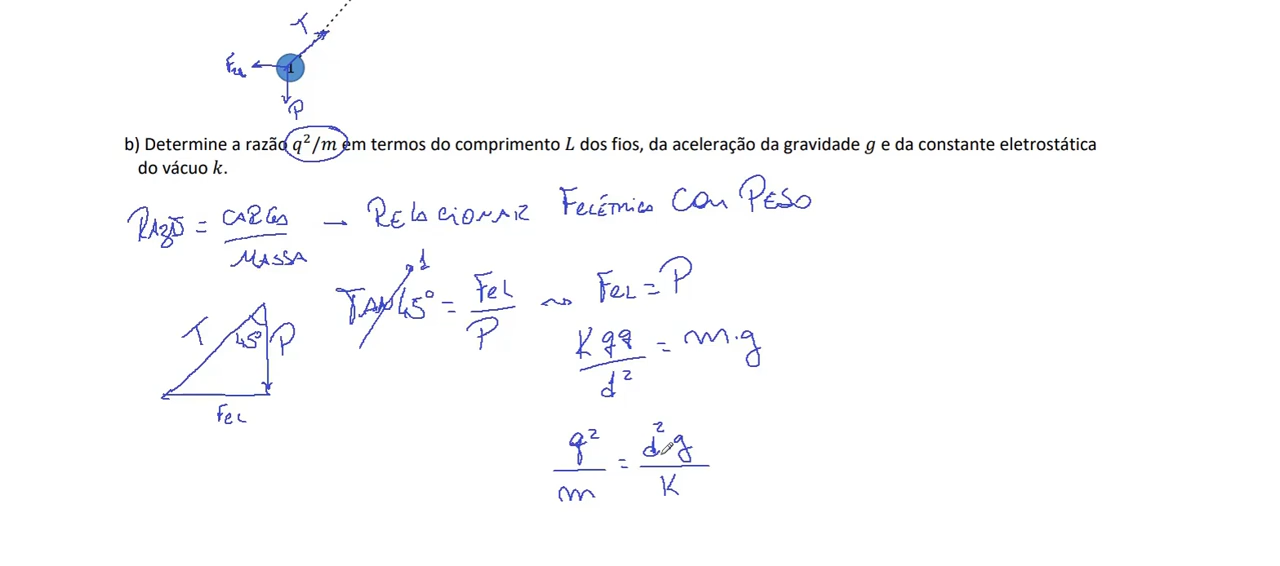 T
Fel 1
P
b) Determine a razão q²/m em termos do comprimento L dos fios, da aceleração da gravidade g e da constante eletrostática
do vácuo k.
RAZÃO = CARGA / MASSA → RELACIONAR FELÉTRICA COM PESO
TAN 45° = Fel / P ~> Fel = P
1
T 45° P
Fel
K q q / d² = m.g
q² / m = d² g / K